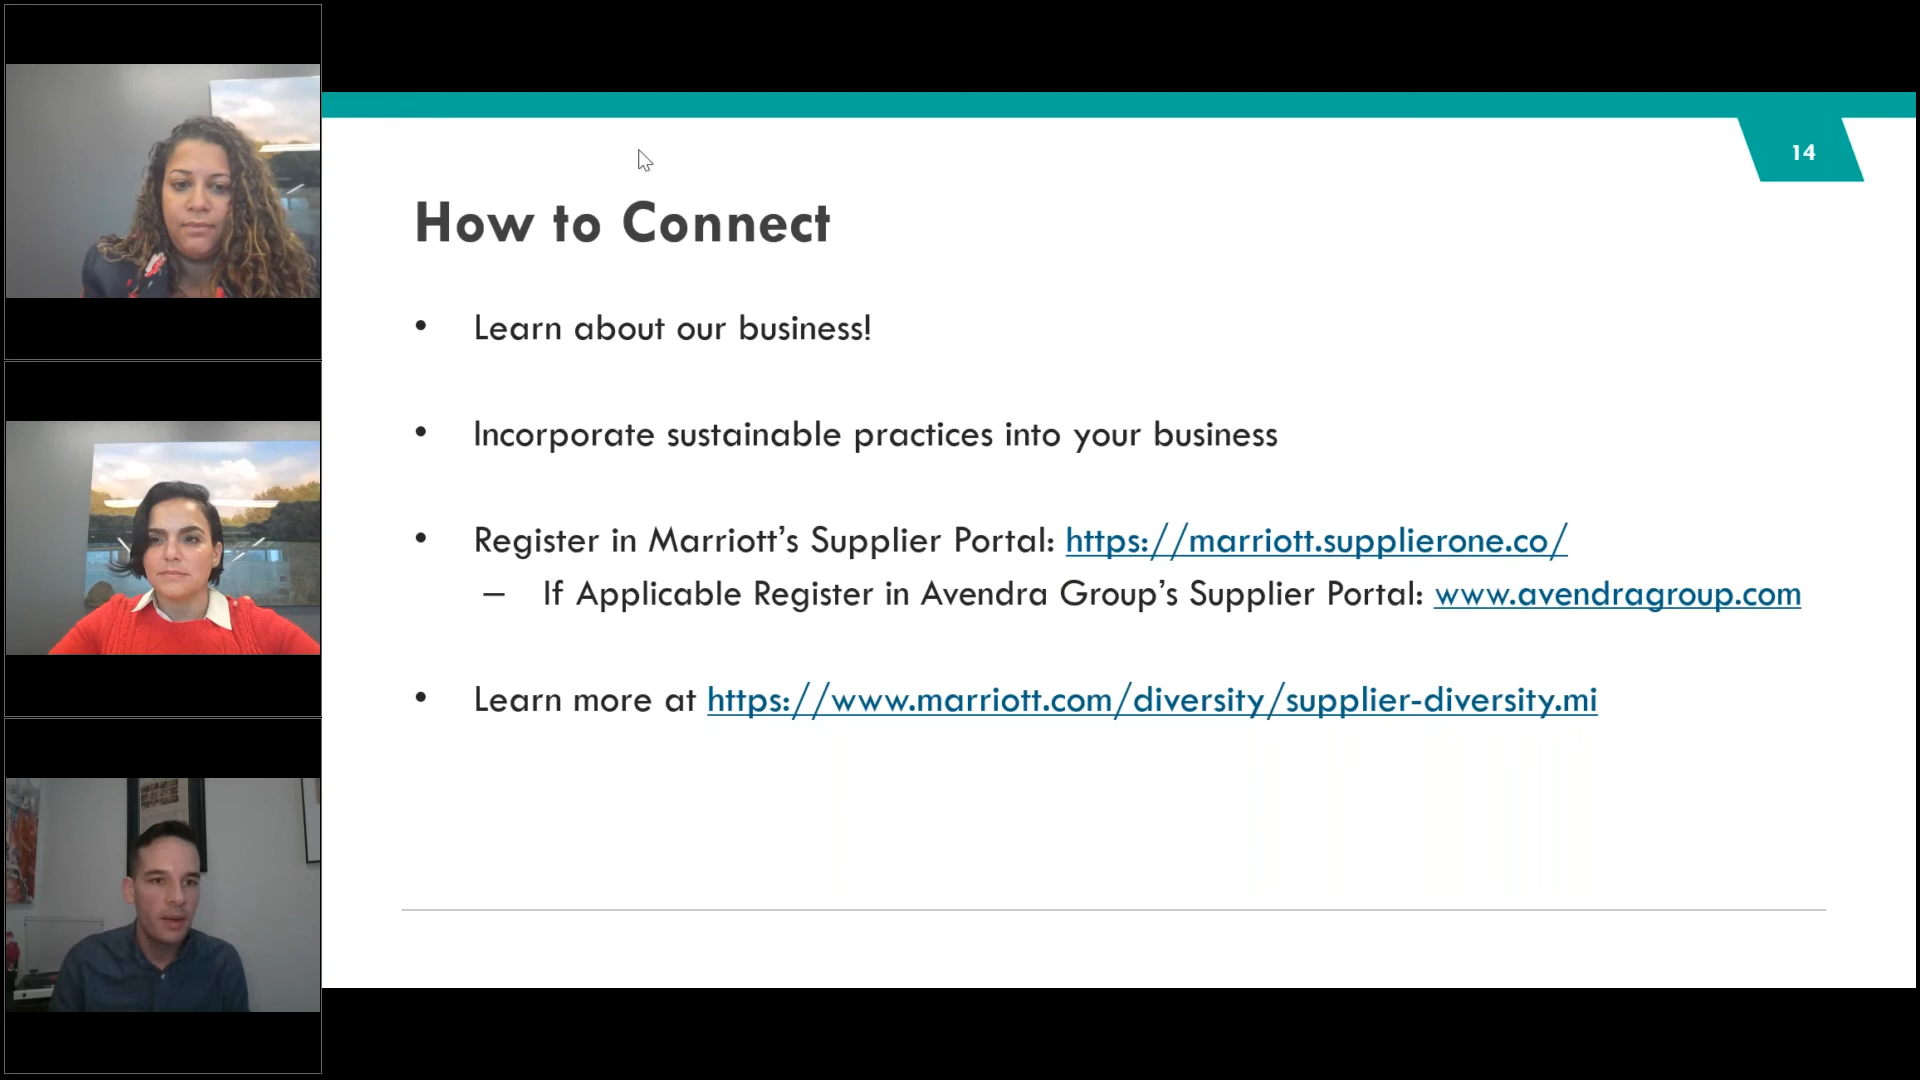 14
How to Connect
• Learn about our business!
• Incorporate sustainable practices into your business
• Register in Marriott’s Supplier Portal: https://marriott.supplierone.co/
– If Applicable Register in Avendra Group’s Supplier Portal: www.avendragroup.com
• Learn more at https://www.marriott.com/diversity/supplier-diversity.mi